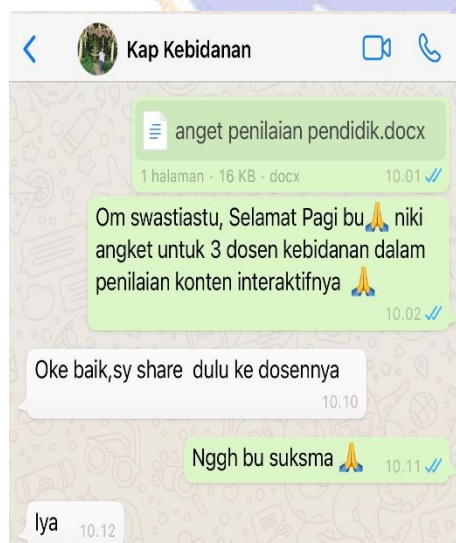 Kap Kebidanan
anget penilaian pendidik.docx
1 halaman · 16 KB · docx 10.01
Om swastiastu, Selamat Pagi bu🙏 niki
angket untuk 3 dosen kebidanan dalam
penilaian konten interaktifnya 🙏
10.02
Oke baik,sy share dulu ke dosennya
10.10
Nggh bu suksma 🙏 10.11
Iya 10.12